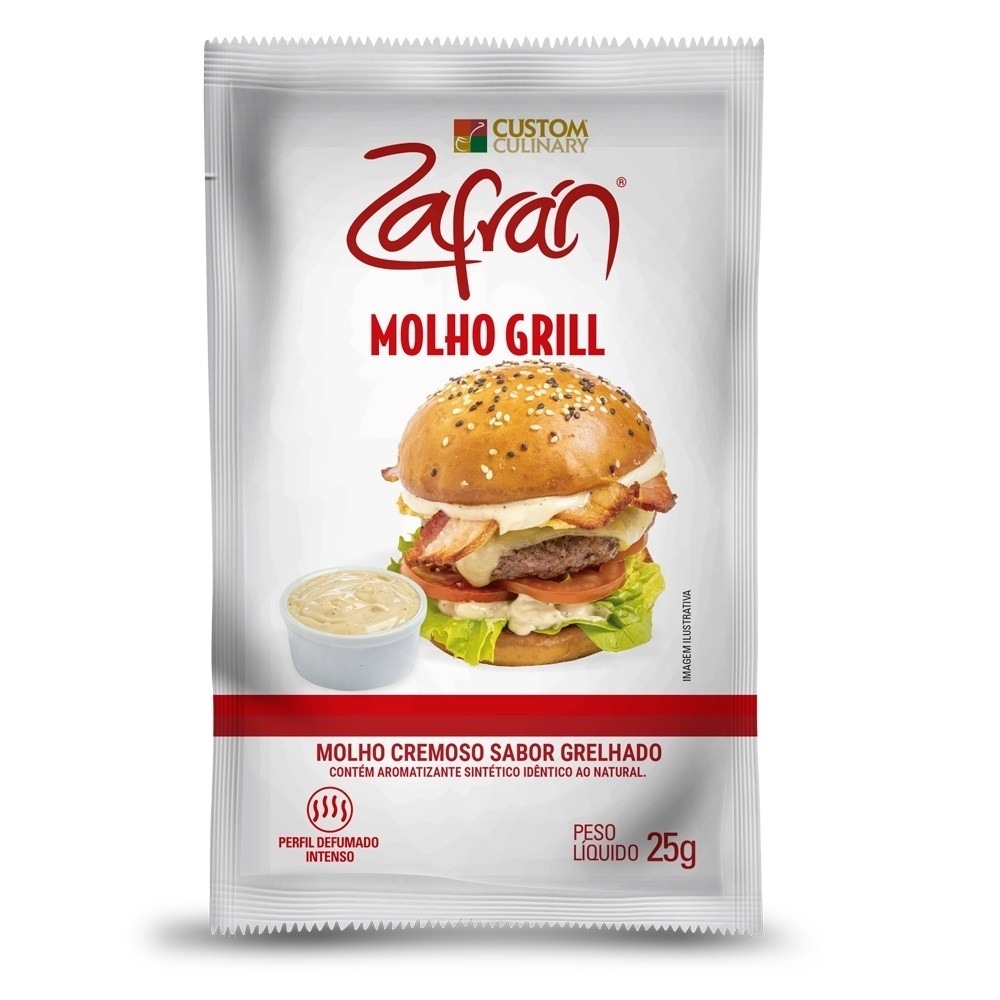 CUSTOM
CULINARY
Zafrán®
MOLHO GRILL
IMAGEM ILUSTRATIVA
MOLHO CREMOSO SABOR GRELHADO
CONTÉM AROMATIZANTE SINTÉTICO IDÊNTICO AO NATURAL.
PERFIL DEFUMADO
INTENSO
PESO
LÍQUIDO 25g